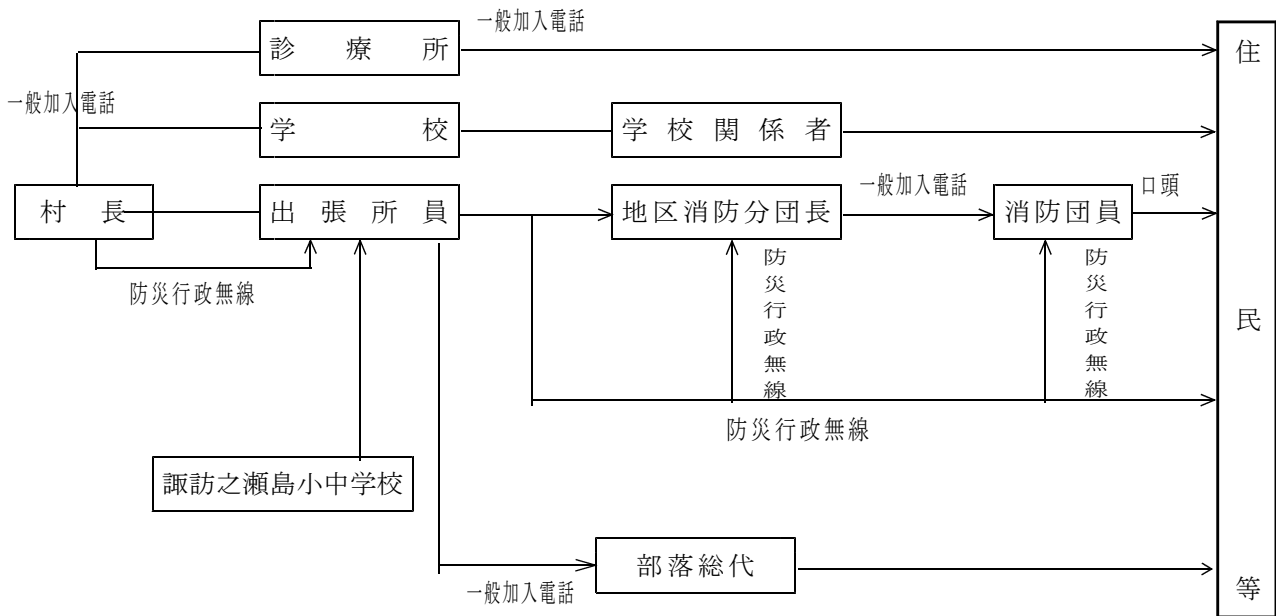 一般加入電話
診療所
住民等
一般加入電話
学校
学校関係者
村長
出張所員
地区消防分団長
一般加入電話
消防団員
口頭
防災行政無線
防災行政無線
防災行政無線
防災行政無線
諏訪之瀬島小中学校
部落総代
一般加入電話